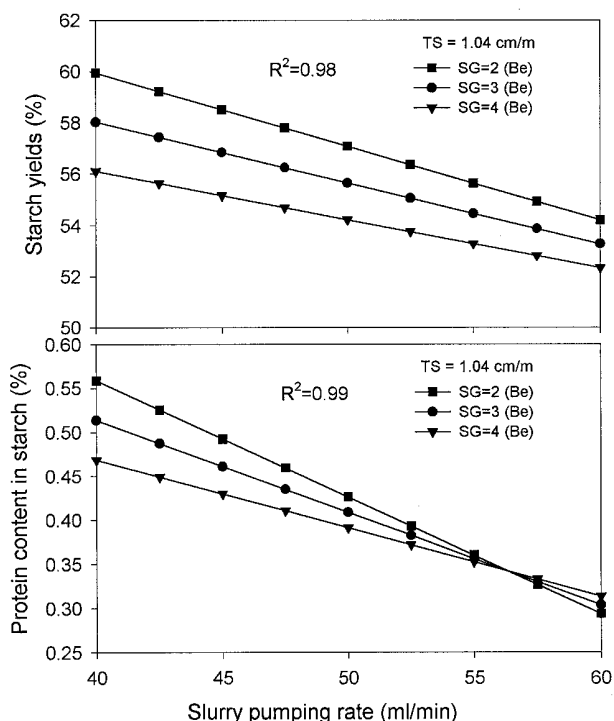 62
60
58
56
54
52
50
Starch yields (%)
R²=0.98
TS = 1.04 cm/m
SG=2 (Be)
SG=3 (Be)
SG=4 (Be)
0.60
0.55
0.50
0.45
0.40
0.35
0.30
0.25
Protein content in starch (%)
R²=0.99
TS = 1.04 cm/m
SG=2 (Be)
SG=3 (Be)
SG=4 (Be)
40 45 50 55 60
Slurry pumping rate (ml/min)